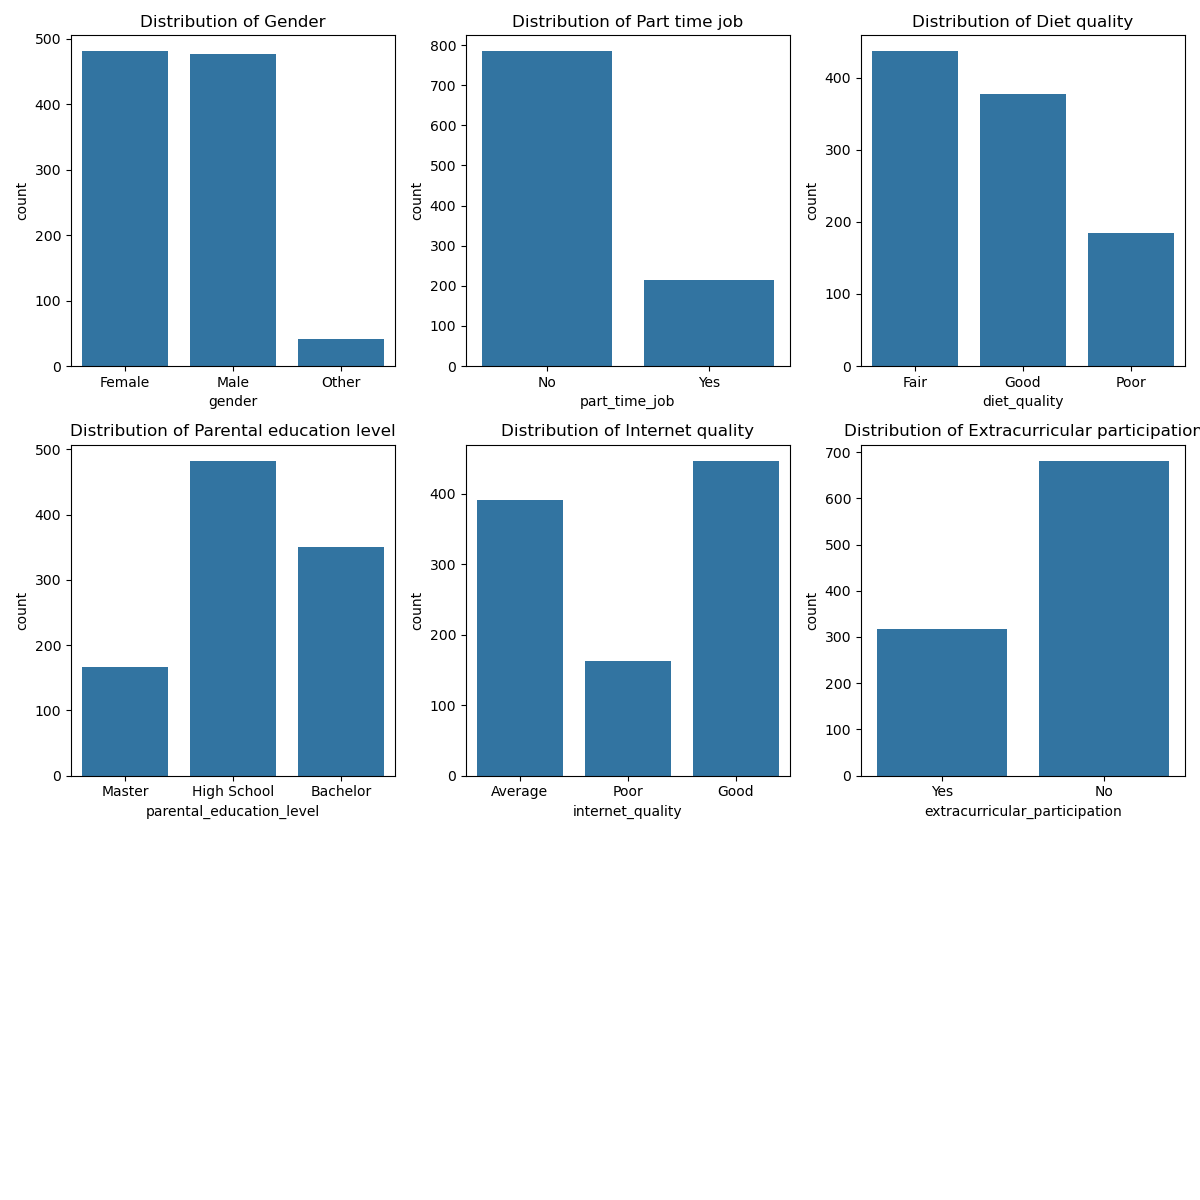 Distribution of Gender
500
400
300
200
100
0
count
Female Male Other
gender
Distribution of Part time job
800
700
600
500
400
300
200
100
0
count
No Yes
part_time_job
Distribution of Diet quality
400
300
200
100
0
count
Fair Good Poor
diet_quality
Distribution of Parental education level
500
400
300
200
100
0
count
Master High School Bachelor
parental_education_level
Distribution of Internet quality
400
300
200
100
0
count
Average Poor Good
internet_quality
Distribution of Extracurricular participation
700
600
500
400
300
200
100
0
count
Yes No
extracurricular_participation